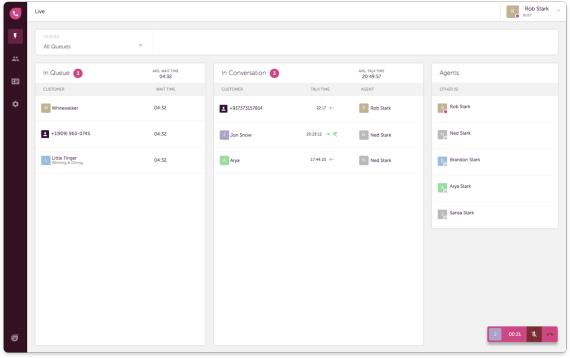 Live
Rob Stark
BUSY
QUEUES
All Queues
In Queue 3
AVG. WAIT TIME
04:32
CUSTOMER
WAIT TIME
Whitewalker
04:32
+1(909) 963-0745
04:32
Little Finger
Winning & Dining
04:32
In Conversation 3
AVG. TALK TIME
20:49:57
CUSTOMER
TALK TIME
AGENT
+917373157814
22:17
Rob Stark
J
Jon Snow
20:23:12
Ned Stark
Arya
17:44:23
Ned Stark
Agents
OTHER (5)
Rob Stark
Ned Stark
Brandon Stark
Arya Stark
Sansa Stark
J
00:21